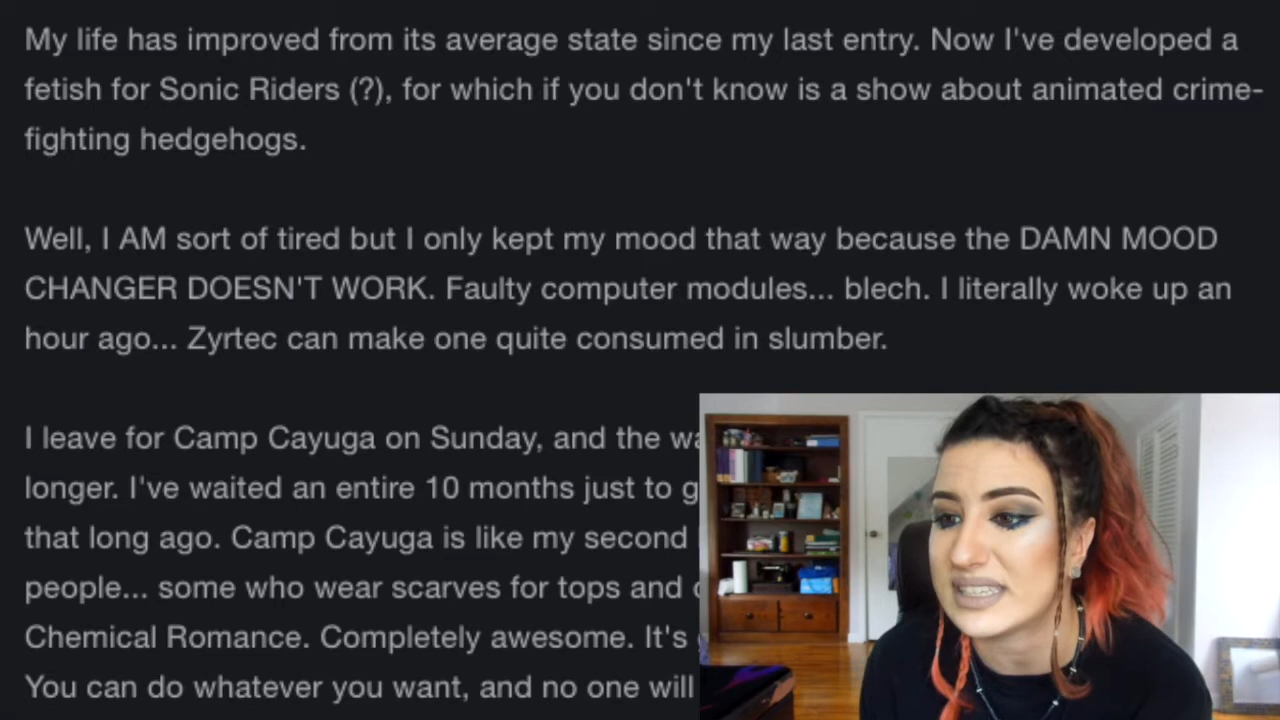 My life has improved from its average state since my last entry. Now I've developed a
fetish for Sonic Riders (?), for which if you don't know is a show about animated crime-
fighting hedgehogs.
Well, I AM sort of tired but I only kept my mood that way because the DAMN MOOD
CHANGER DOESN'T WORK. Faulty computer modules... blech. I literally woke up an
hour ago... Zyrtec can make one quite consumed in slumber.
I leave for Camp Cayuga on Sunday, and the
longer. I've waited an entire 10 months just to
that long ago. Camp Cayuga is like my second
people... some who wear scarves for tops and
Chemical Romance. Completely awesome. It's
You can do whatever you want, and no one will